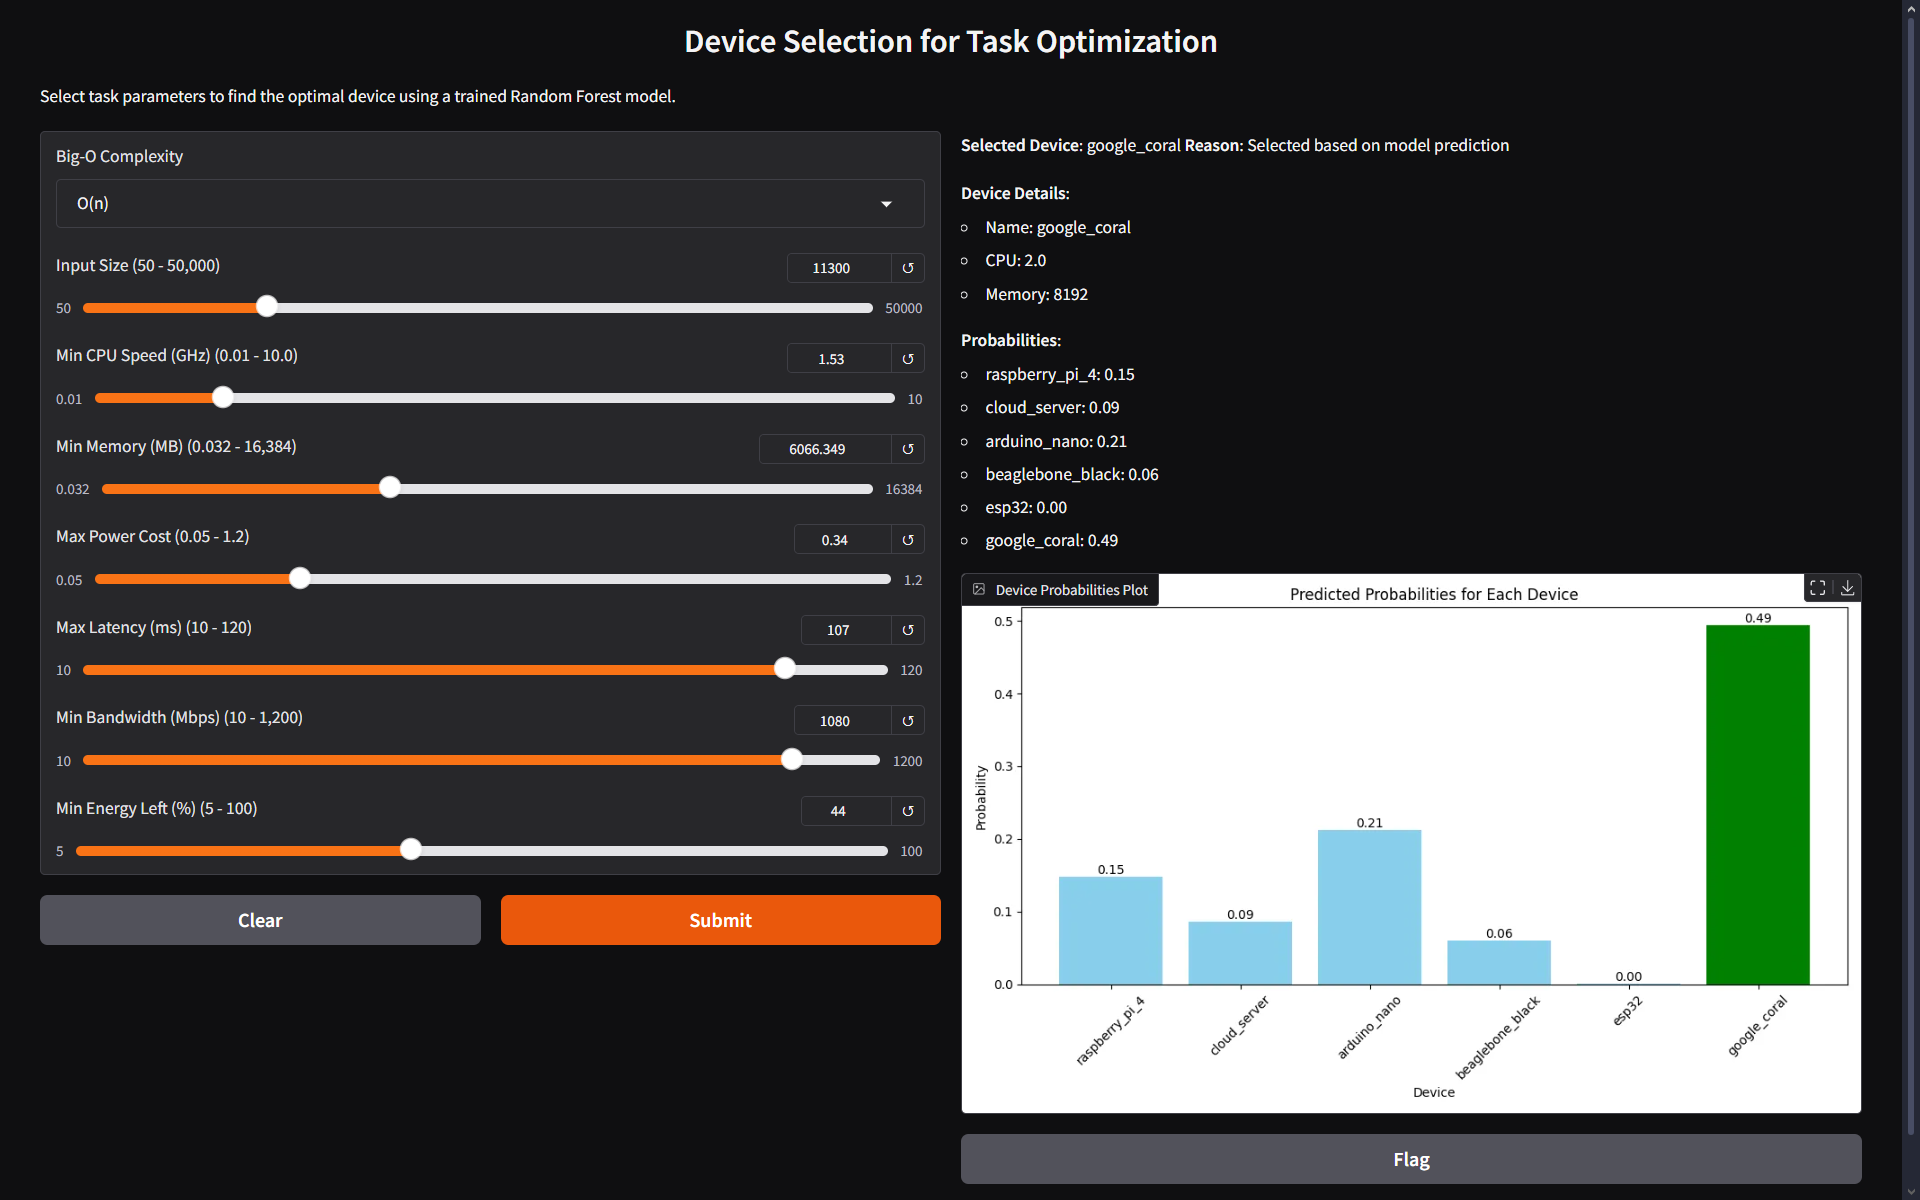 Device Selection for Task Optimization
Select task parameters to find the optimal device using a trained Random Forest model.
Big-O Complexity
O(n)
Input Size (50 - 50,000)
11300
↺
50
50000
Min CPU Speed (GHz) (0.01 - 10.0)
1.53
↺
0.01
10
Min Memory (MB) (0.032 - 16,384)
6066.349
↺
0.032
16384
Max Power Cost (0.05 - 1.2)
0.34
↺
0.05
1.2
Max Latency (ms) (10 - 120)
107
↺
10
120
Min Bandwidth (Mbps) (10 - 1,200)
1080
↺
10
1200
Min Energy Left (%) (5 - 100)
44
↺
5
100
Clear
Submit
Selected Device: google_coral Reason: Selected based on model prediction
Device Details:
Name: google_coral
CPU: 2.0
Memory: 8192
Probabilities:
raspberry_pi_4: 0.15
cloud_server: 0.09
arduino_nano: 0.21
beaglebone_black: 0.06
esp32: 0.00
google_coral: 0.49
Device Probabilities Plot
Predicted Probabilities for Each Device
Probability
0.5
0.4
0.3
0.2
0.1
0.0
0.15
0.09
0.21
0.06
0.00
0.49
raspberry_pi_4
cloud_server
arduino_nano
beaglebone_black
esp32
google_coral
Device
Flag